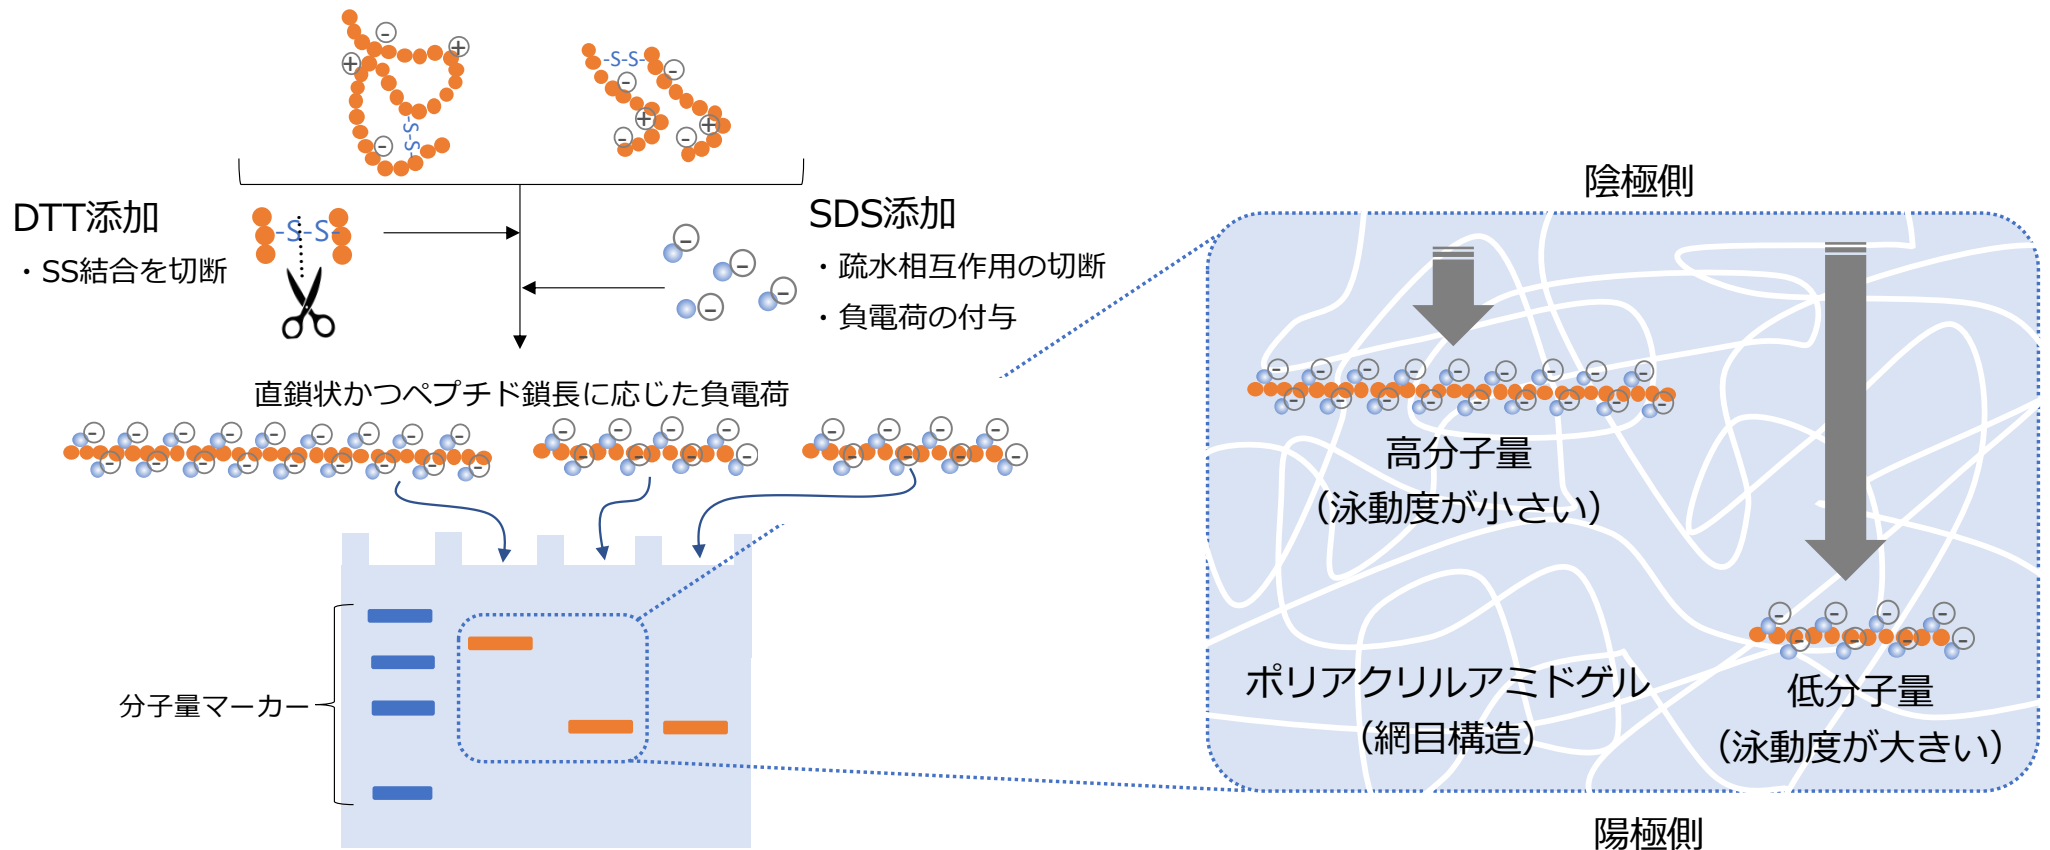 -S-S-
-S-S-
DTT添加
・SS結合を切断
-S-S-
SDS添加
・疎水相互作用の切断
・負電荷の付与
直鎖状かつペプチド鎖長に応じた負電荷
分子量マーカー
陰極側
高分子量
（泳動度が小さい）
ポリアクリルアミドゲル
（網目構造）
低分子量
（泳動度が大きい）
陽極側